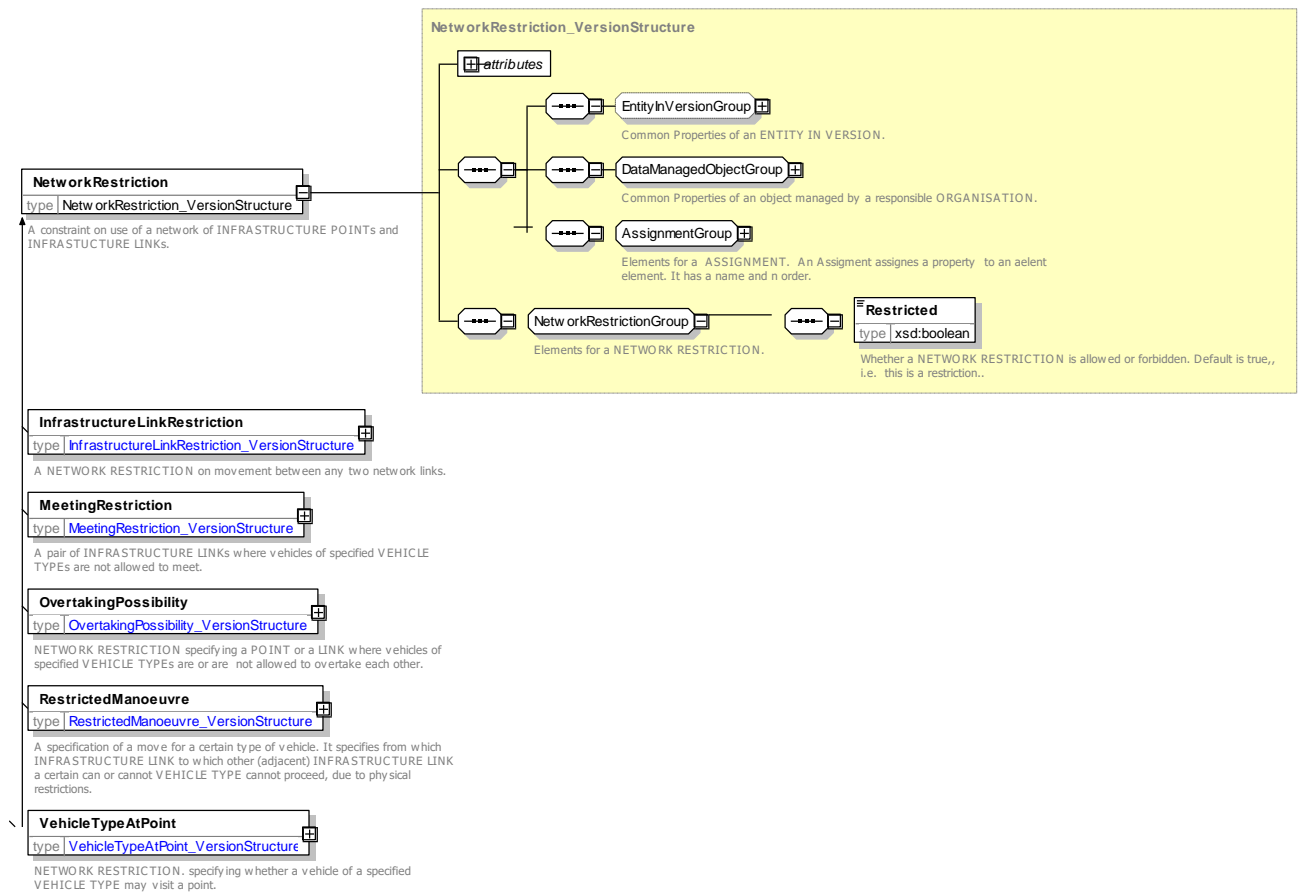 NetworkRestriction_VersionStructure
attributes
EntityInVersionGroup
Common Properties of an ENTITY IN VERSION.
DataManagedObjectGroup
Common Properties of an object managed by a responsible ORGANISATION.
NetworkRestriction
type NetworkRestriction_VersionStructure
A constraint on use of a network of INFRASTRUCTURE POINTs and
INFRASTUCTURE LINKs.
AssignmentGroup
Elements for a ASSIGNMENT. An Assigment assignes a property to an aelent
element. It has a name and n order.
NetworkRestrictionGroup
Elements for a NETWORK RESTRICTION.
Restricted
type xsd:boolean
Whether a NETWORK RESTRICTION is allowed or forbidden. Default is true,,
i.e. this is a restriction..
InfrastructureLinkRestriction
type InfrastructureLinkRestriction_VersionStructure
A NETWORK RESTRICTION on movement between any two network links.
MeetingRestriction
type MeetingRestriction_VersionStructure
A pair of INFRASTRUCTURE LINKs where vehicles of specified VEHICLE
TYPEs are not allowed to meet.
OvertakingPossibility
type OvertakingPossibility_VersionStructure
NETWORK RESTRICTION specifying a POINT or a LINK where vehicles of
specified VEHICLE TYPEs are or are not allowed to overtake each other.
RestrictedManoeuvre
type RestrictedManoeuvre_VersionStructure
A specification of a move for a certain type of vehicle. It specifies from which
INFRASTRUCTURE LINK to which other (adjacent) INFRASTRUCTURE LINK
a certain can or cannot VEHICLE TYPE cannot proceed, due to physical
restrictions.
VehicleTypeAtPoint
type VehicleTypeAtPoint_VersionStructure
NETWORK RESTRICTION. specifying whether a vehicle of a specified
VEHICLE TYPE may visit a point.